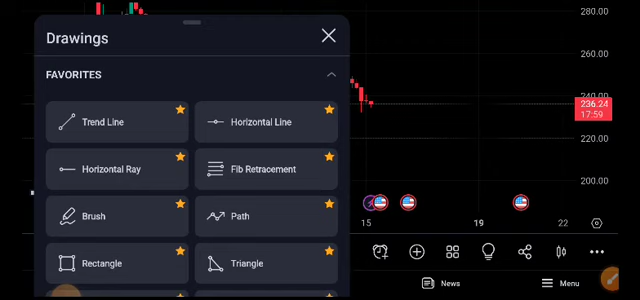 Drawings
FAVORITES
Trend Line
Horizontal Line
Horizontal Ray
Fib Retracement
Brush
Path
Rectangle
Triangle
280.00
260.00
240.00
236.24
17:59
220.00
200.00
15
19
22
News
Menu